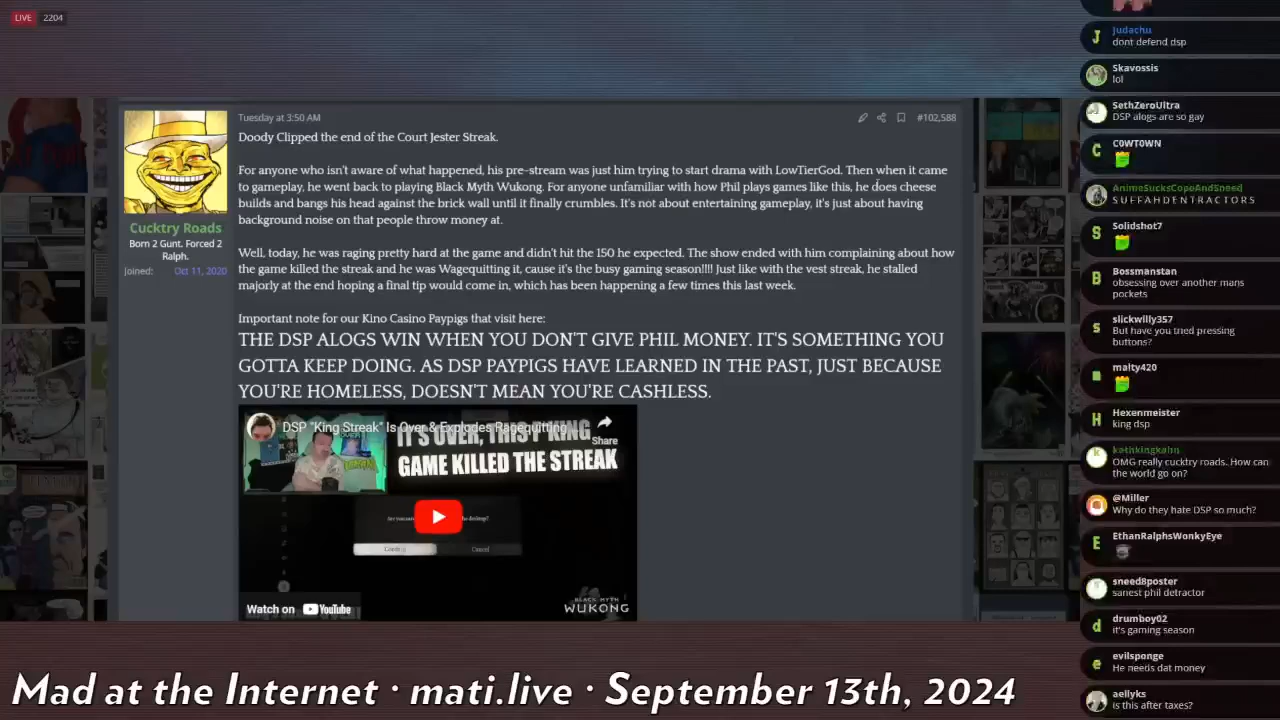 LIVE 2204
Tuesday at 3:50 AM
#102,588
Doody Clipped the end of the Court Jester Streak.
For anyone who isn't aware of what happened, his pre-stream was just him trying to start drama with LowTierGod. Then when it came
to gameplay, he went back to playing Black Myth Wukong. For anyone unfamiliar with how Phil plays games like this, he does cheese
builds and bangs his head against the brick wall until it finally crumbles. It's not about entertaining gameplay, it's just about having
background noise on that people throw money at.
Cucktry Roads
Born 2 Gunt. Forced 2
Ralph.
Joined: Oct 11, 2020
Well, today, he was raging pretty hard at the game and didn't hit the 150 he expected. The show ended with him complaining about how
the game killed the streak and he was Wagequitting it, cause it's the busy gaming season!!!! Just like with the vest streak, he stalled
majorly at the end hoping a final tip would come in, which has been happening a few times this last week.
Important note for our Kino Casino Paypigs that visit here:
THE DSP ALOGS WIN WHEN YOU DON'T GIVE PHIL MONEY. IT'S SOMETHING YOU
GOTTA KEEP DOING. AS DSP PAYPIGS HAVE LEARNED IN THE PAST, JUST BECAUSE
YOU'RE HOMELESS, DOESN'T MEAN YOU'RE CASHLESS.
DSP "King Streak" Is Over & Explodes Ragequitting
Share
IT'S OVER, THIS F*KING
GAME KILLED THE STREAK
Cancel
Watch on YouTube
BLACK MYTH
WUKONG
Judachu
dont defend dsp
Skavossis
lol
SethZeroUltra
DSP alogs are so gay
C0WT0WN
AnimeSucksCopeAndSneed
S U F F A H D E N T R A C T O R S
Solidshot7
Bossmanstan
obsessing over another mans
pockets
slickwilly357
But have you tried pressing
buttons?
malty420
Hexenmeister
king dsp
kathkingkahn
OMG really cucktry roads. How can
the world go on?
@Miller
Why do they hate DSP so much?
EthanRalphsWonkyEye
sneed8poster
sanest phil detractor
drumboy02
it's gaming season
evilsponge
He needs dat money
aellyks
is this after taxes?
Mad at the Internet · mati.live · September 13th, 2024